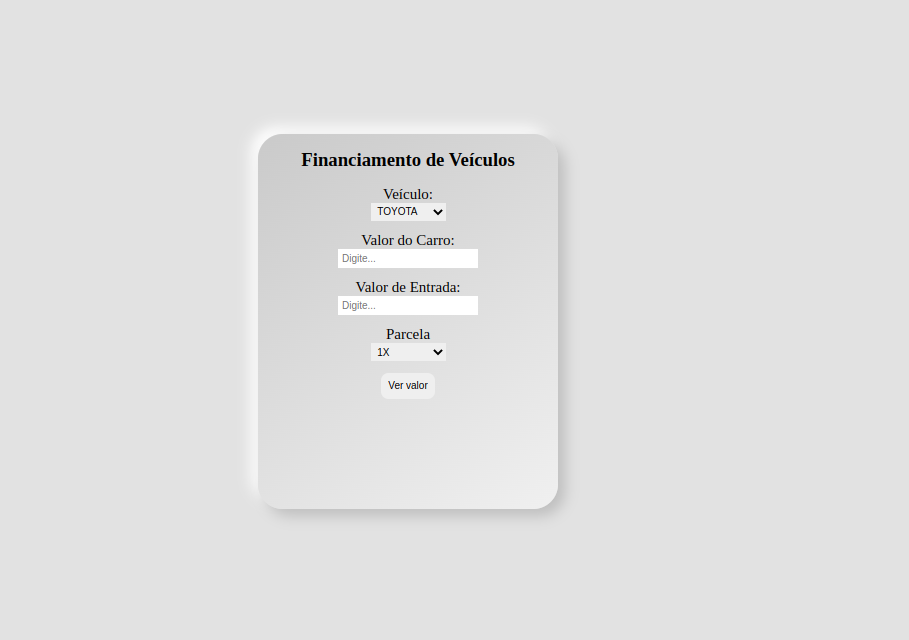 Financiamento de Veículos
Veículo:
TOYOTA
Valor do Carro:
Digite...
Valor de Entrada:
Digite...
Parcela
1X
Ver valor